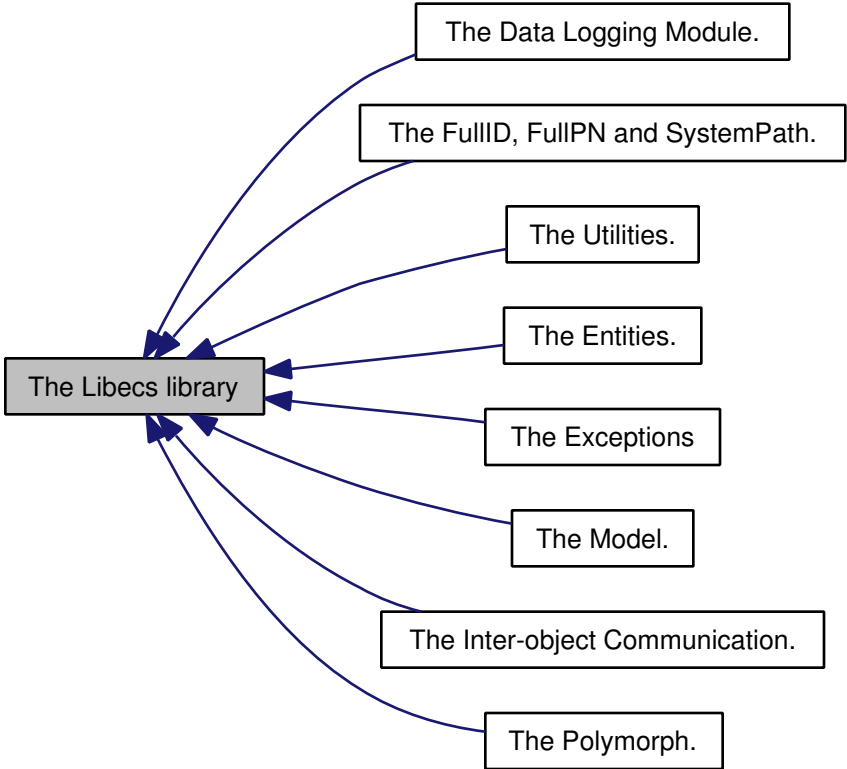 The Data Logging Module.
The FullID, FullPN and SystemPath.
The Utilities.
The Entities.
The Libecs library
The Exceptions
The Model.
The Inter-object Communication.
The Polymorph.